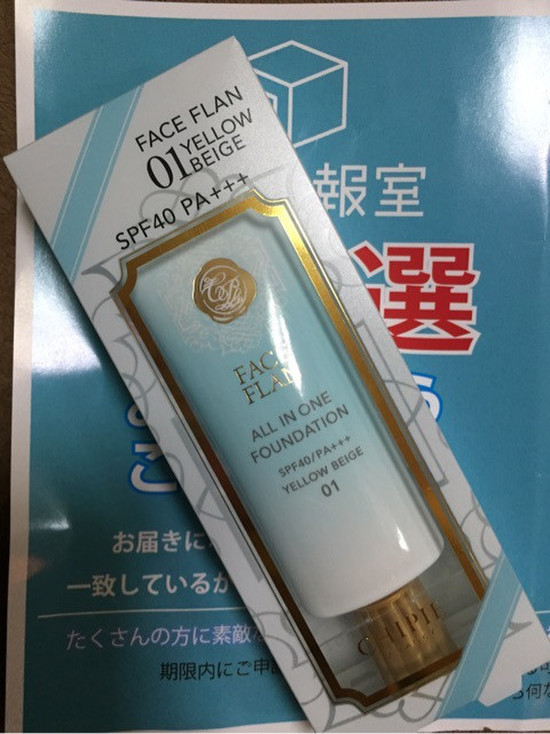 FACE FLAN
01 YELLOW
BEIGE
SPF40 PA+++
報室
選
FACE
FLAN
ALL IN ONE
FOUNDATION
SPF40/PA+++
YELLOW BEIGE
01
お届きに
一致しているか
たくさんの方に素敵な
期限内にご申